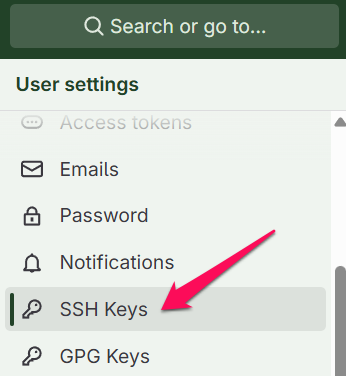 Search or go to...
User settings
Access tokens
Emails
Password
Notifications
SSH Keys
GPG Keys